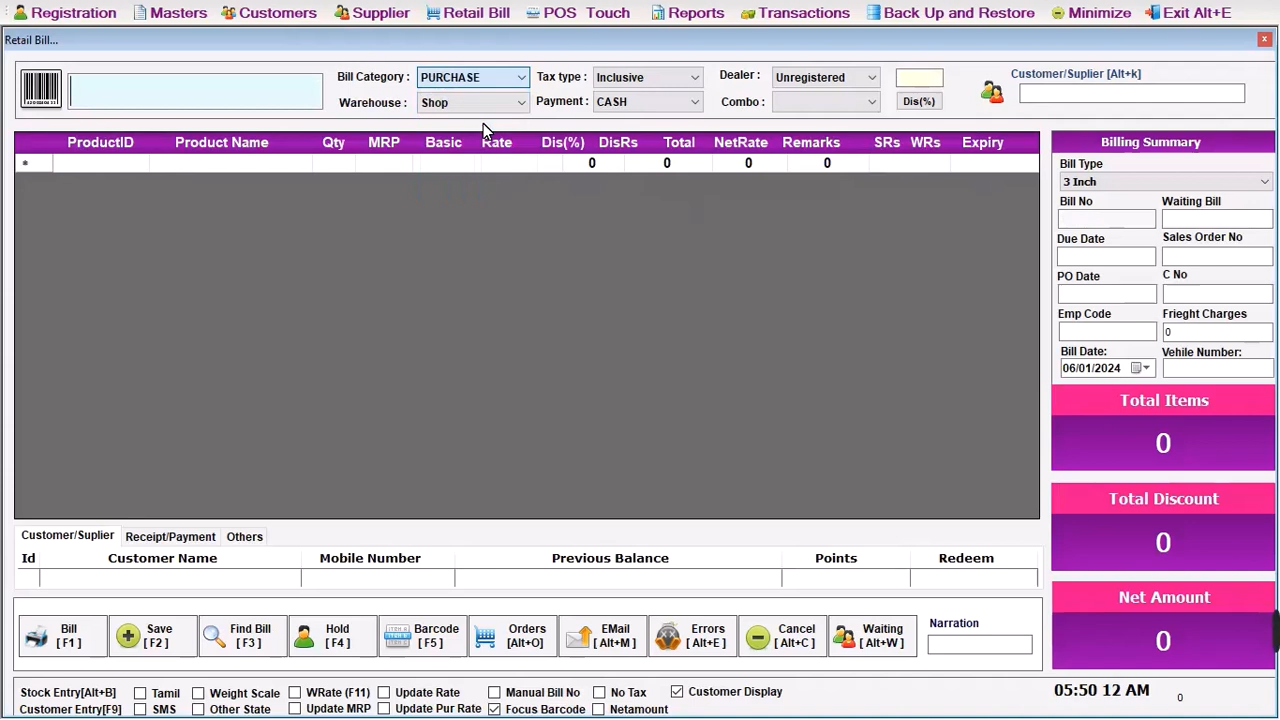 Registration Masters Customers Supplier Retail Bill POS Touch Reports Transactions Back Up and Restore Minimize Exit Alt+E
Retail Bill...
Bill Category : PURCHASE Tax type : Inclusive Dealer : Unregistered Customer/Suplier [Alt+k]
Warehouse : Shop Payment : CASH Combo : Dis(%)
ProductID Product Name Qty MRP Basic Rate Dis(%) DisRs Total NetRate Remarks SRs WRs Expiry
* 0 0 0 0
Billing Summary
Bill Type
3 Inch
Bill No Waiting Bill
Due Date Sales Order No
PO Date C No
Emp Code Frieght Charges
0
Bill Date: Vehile Number:
06/01/2024
Total Items
0
Total Discount
0
Net Amount
0
Customer/Suplier Receipt/Payment Others
Id Customer Name Mobile Number Previous Balance Points Redeem
Bill [F1] Save [F2] Find Bill [F3] Hold [F4] Barcode [F5] Orders [Alt+O] EMail [Alt+M] Errors [Alt+E] Cancel [Alt+C] Waiting [Alt+W] Narration
Stock Entry[Alt+B] Tamil Weight Scale WRate (F11) Update Rate Manual Bill No No Tax Customer Display
Customer Entry[F9] SMS Other State Update MRP Update Pur Rate Focus Barcode Netamount
05:50 12 AM 0